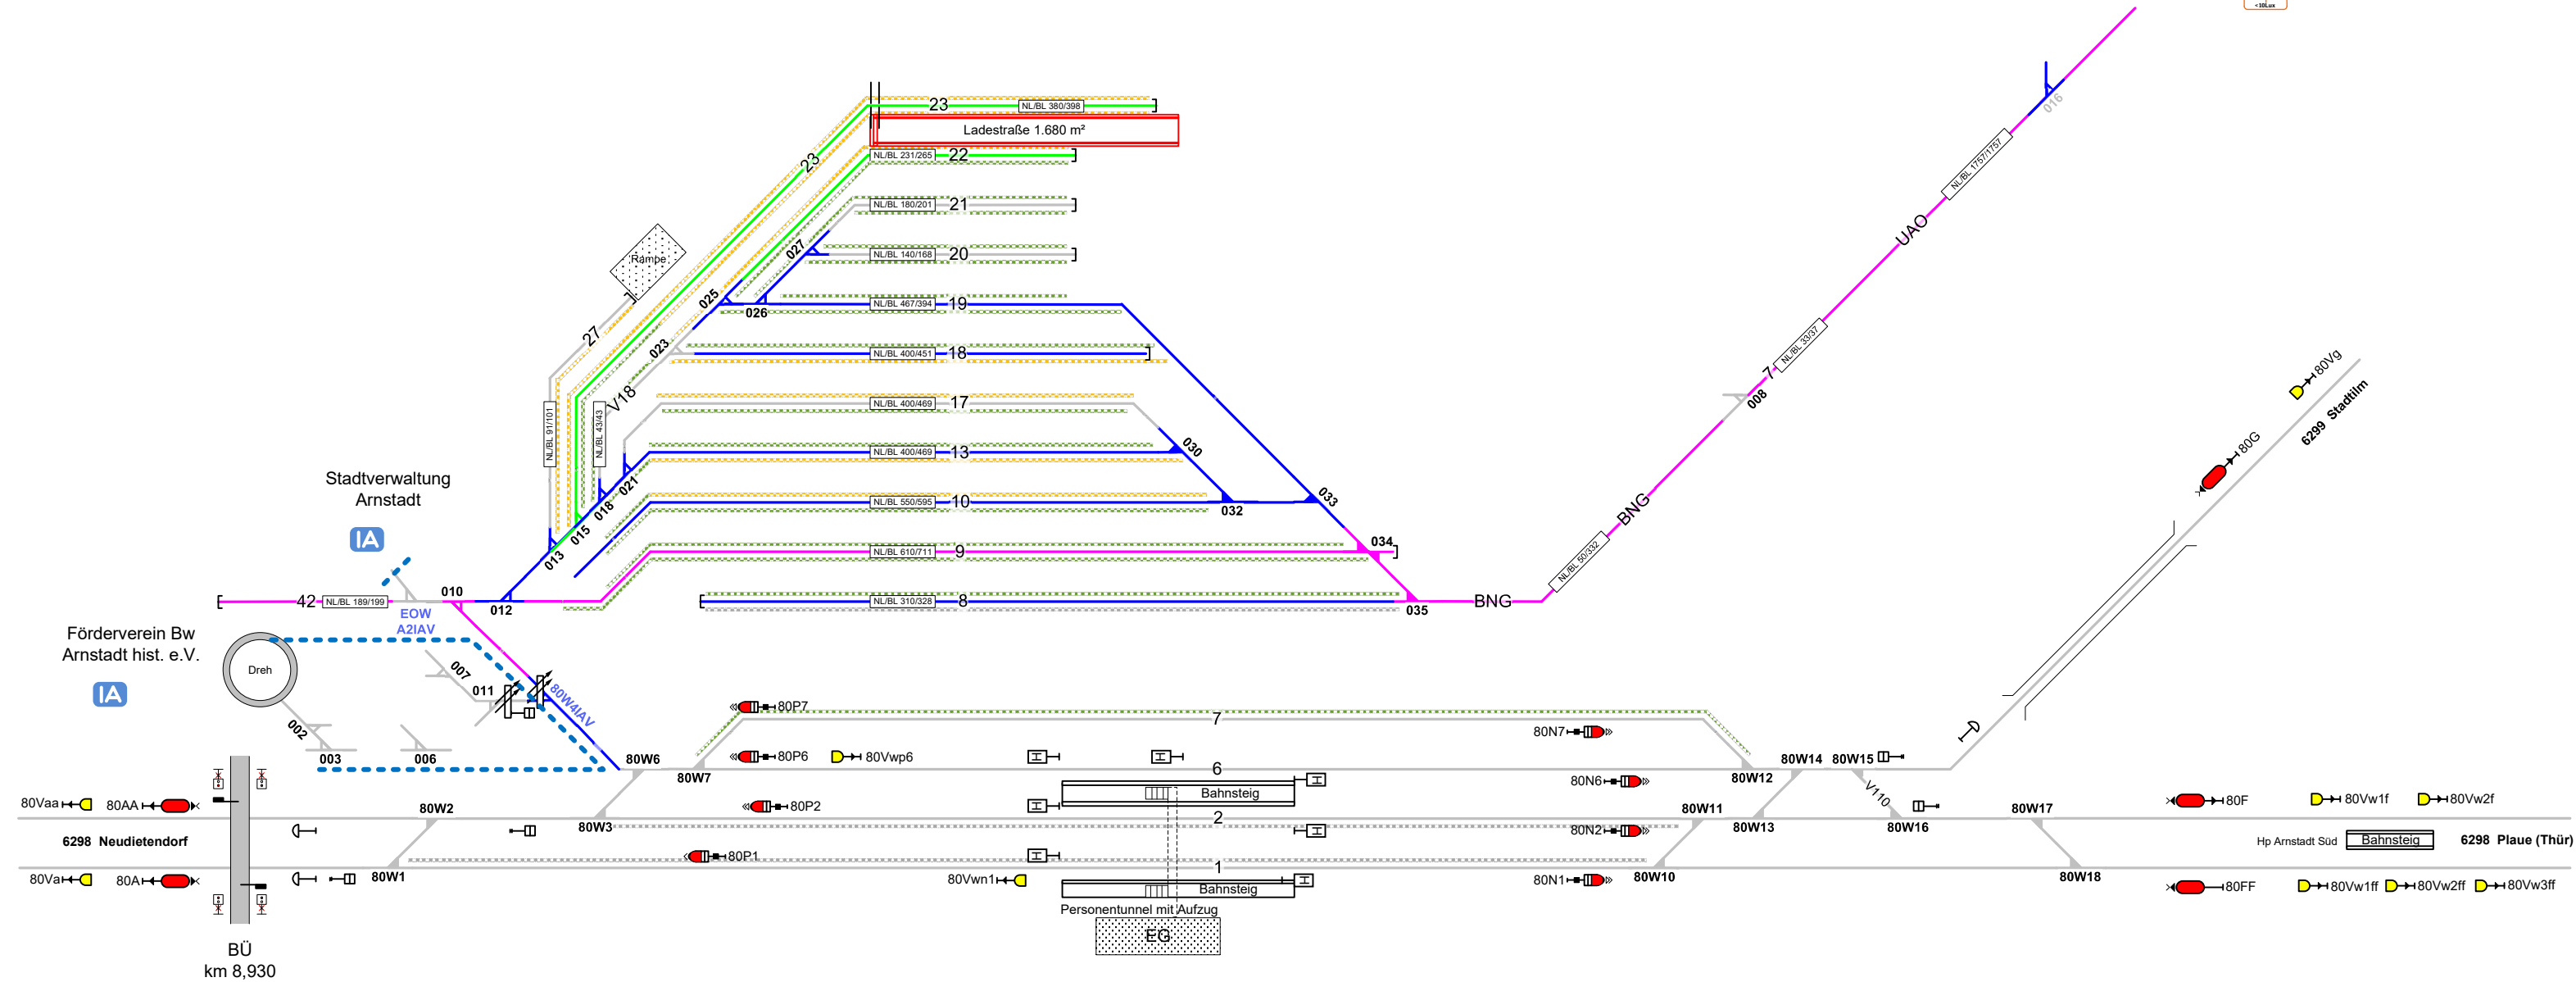 <10Lux
23
NL/BL 380/398
Ladestraße 1.680 m²
016
NL/BL 231/265
22
23
NL/BL 1757/1757
NL/BL 180/201
21
UAO
Rampe
027
NL/BL 140/168
20
025
026
NL/BL 467/394
19
27
023
NL/BL 400/451
18
NL/BL 33/37
7
008
V18
NL/BL 400/469
17
80Vg
6299 Stadtilm
80G
NL/BL 91/101
NL/BL 43/43
NL/BL 400/469
13
030
Stadtverwaltung
Arnstadt
021
018
NL/BL 550/595
10
032
033
BNG
IA
015
013
NL/BL 610/711
9
034
NL/BL 50/332
42
NL/BL 189/199
010
012
NL/BL 310/328
8
035
BNG
EOW
A2IAV
Förderverein Bw
Arnstadt hist. e.V.
Dreh
007
011
80W4IAV
IA
002
003
006
80P7
7
80N7
80W6
80W7
80P6
80Vwp6
6
80W12
80W14
80W15
Bahnsteig
80N6
V110
80Vaa
80AA
80W2
80W3
80P2
2
80W11
80W13
80W16
80W17
80F
80Vw1f
80Vw2f
6298 Neudietendorf
80N2
Hp Arnstadt Süd
Bahnsteig
6298 Plaue (Thür)
80P1
1
80Va
80A
80W1
80Vwn1
Bahnsteig
80N1
80W10
80W18
80FF
80Vw1ff
80Vw2ff
80Vw3ff
Personentunnel mit Aufzug
EG
BÜ
km 8,930